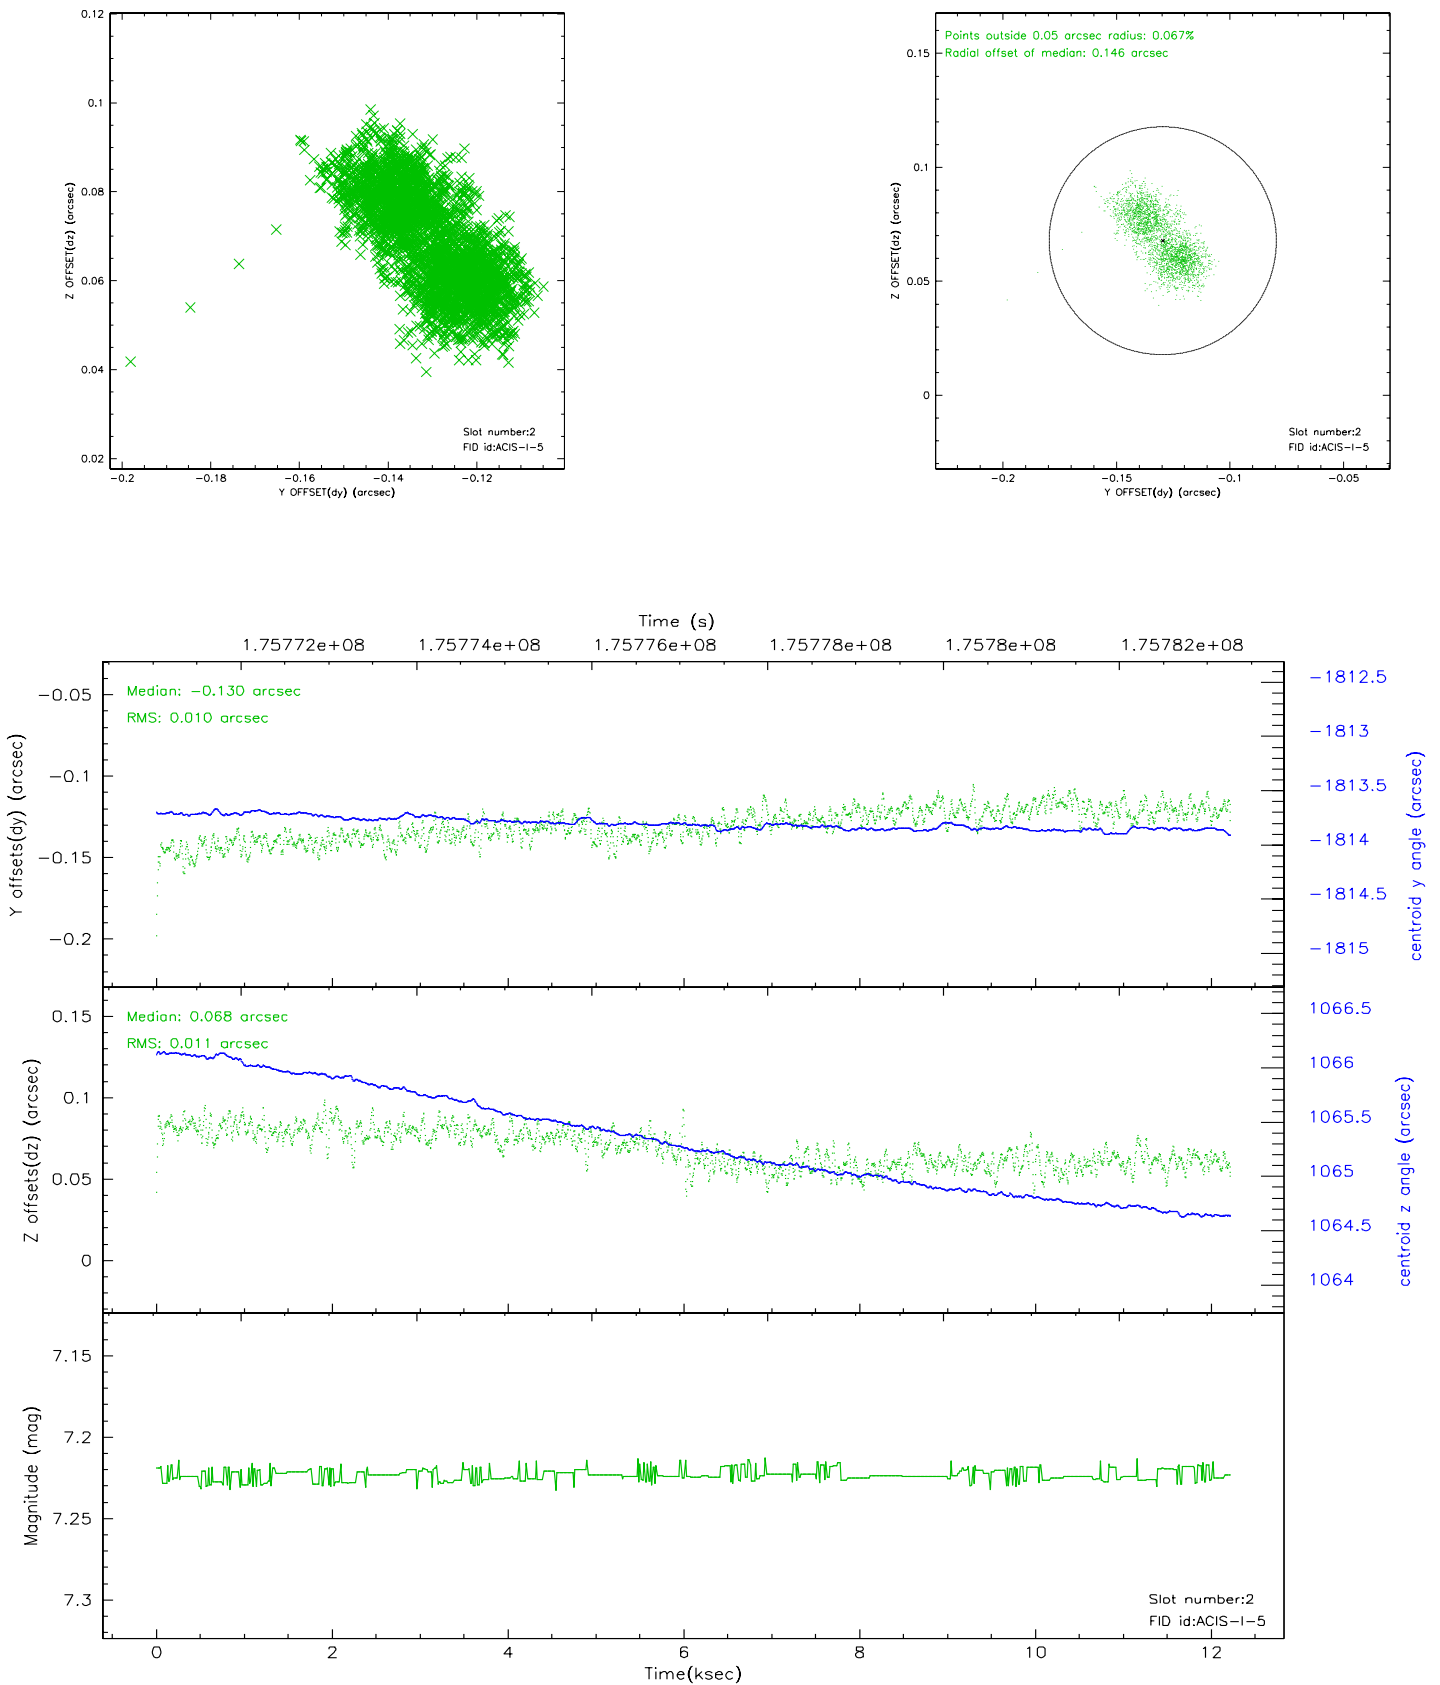 0.12
0.1
0.08
0.06
0.04
0.02
Z OFFSET(dz) (arcsec)
Slot number:2
FID id:ACIS-I-5
-0.2
-0.18
-0.16
-0.14
-0.12
Y OFFSET(dy) (arcsec)
Points outside 0.05 arcsec radius: 0.067%
Radial offset of median: 0.146 arcsec
0.15
0.1
0.05
0
Z OFFSET(dz) (arcsec)
Slot number:2
FID id:ACIS-I-5
-0.2
-0.15
-0.1
-0.05
Y OFFSET(dy) (arcsec)
Time (s)
1.75772e+08
1.75774e+08
1.75776e+08
1.75778e+08
1.7578e+08
1.75782e+08
Median: -0.130 arcsec
RMS: 0.010 arcsec
-0.05
-0.1
-0.15
-0.2
Y offsets(dy) (arcsec)
-1812.5
-1813
-1813.5
-1814
-1814.5
-1815
centroid y angle (arcsec)
Median: 0.068 arcsec
RMS: 0.011 arcsec
0.15
0.1
0.05
0
Z offsets(dz) (arcsec)
1066.5
1066
1065.5
1065
1064.5
1064
centroid z angle (arcsec)
7.15
7.2
7.25
7.3
Magnitude (mag)
Slot number:2
FID id:ACIS-I-5
0
2
4
6
8
10
12
Time(ksec)